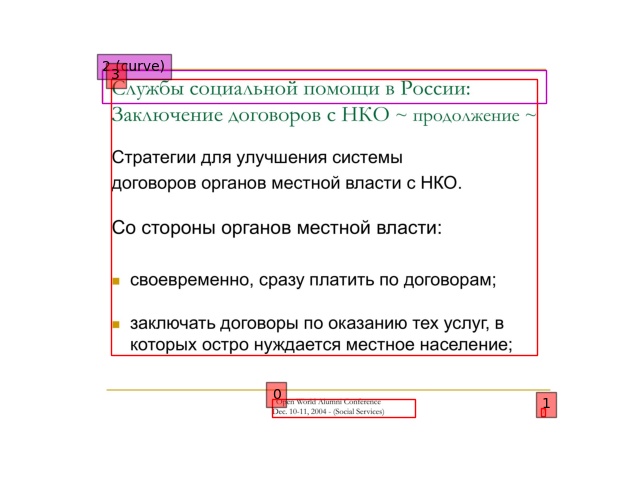 2 (curve)
3
Службы социальной помощи в России:
Заключение договоров с НКО ~ продолжение ~
Стратегии для улучшения системы
договоров органов местной власти с НКО.
Со стороны органов местной власти:
своевременно, сразу платить по договорам;
заключать договоры по оказанию тех услуг, в
которых остро нуждается местное население;
0
Open World Alumni Conference
Dec. 10-11, 2004 - (Social Services)
1